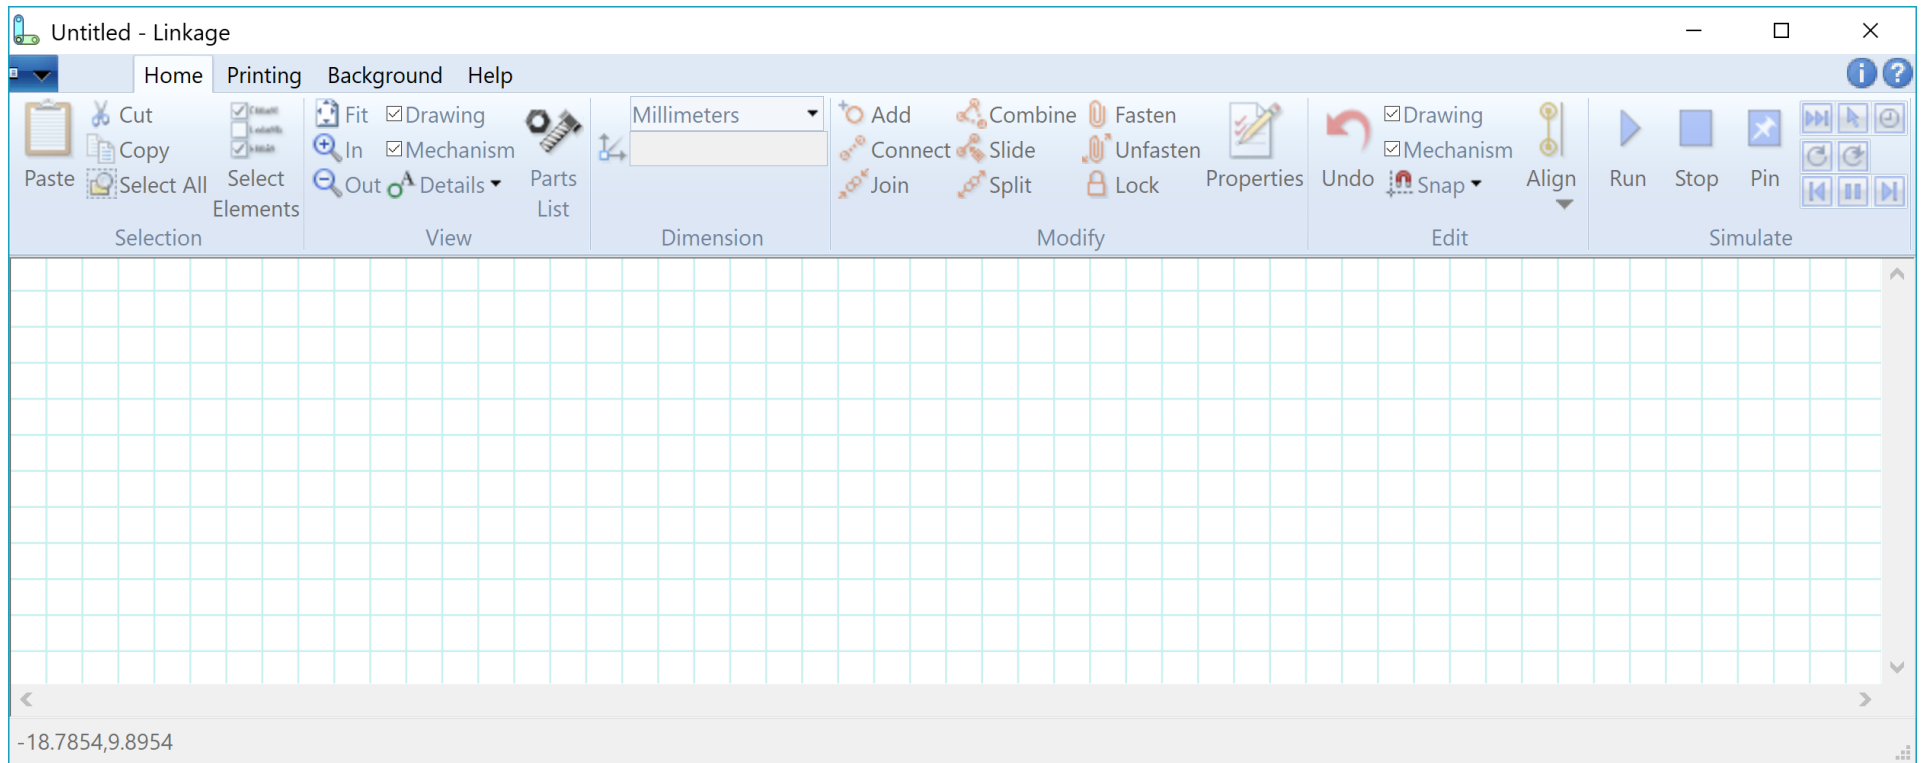 Untitled - Linkage
Home Printing Background Help
Paste
Cut
Copy
Select All
Select
Elements
Selection
Fit
In
Out
Drawing
Mechanism
Details
Parts
List
View
Millimeters
Dimension
Add
Connect
Join
Combine
Slide
Split
Fasten
Unfasten
Lock
Properties
Modify
Undo
Drawing
Mechanism
Snap
Align
Edit
Run
Stop
Pin
Simulate
-18.7854,9.8954